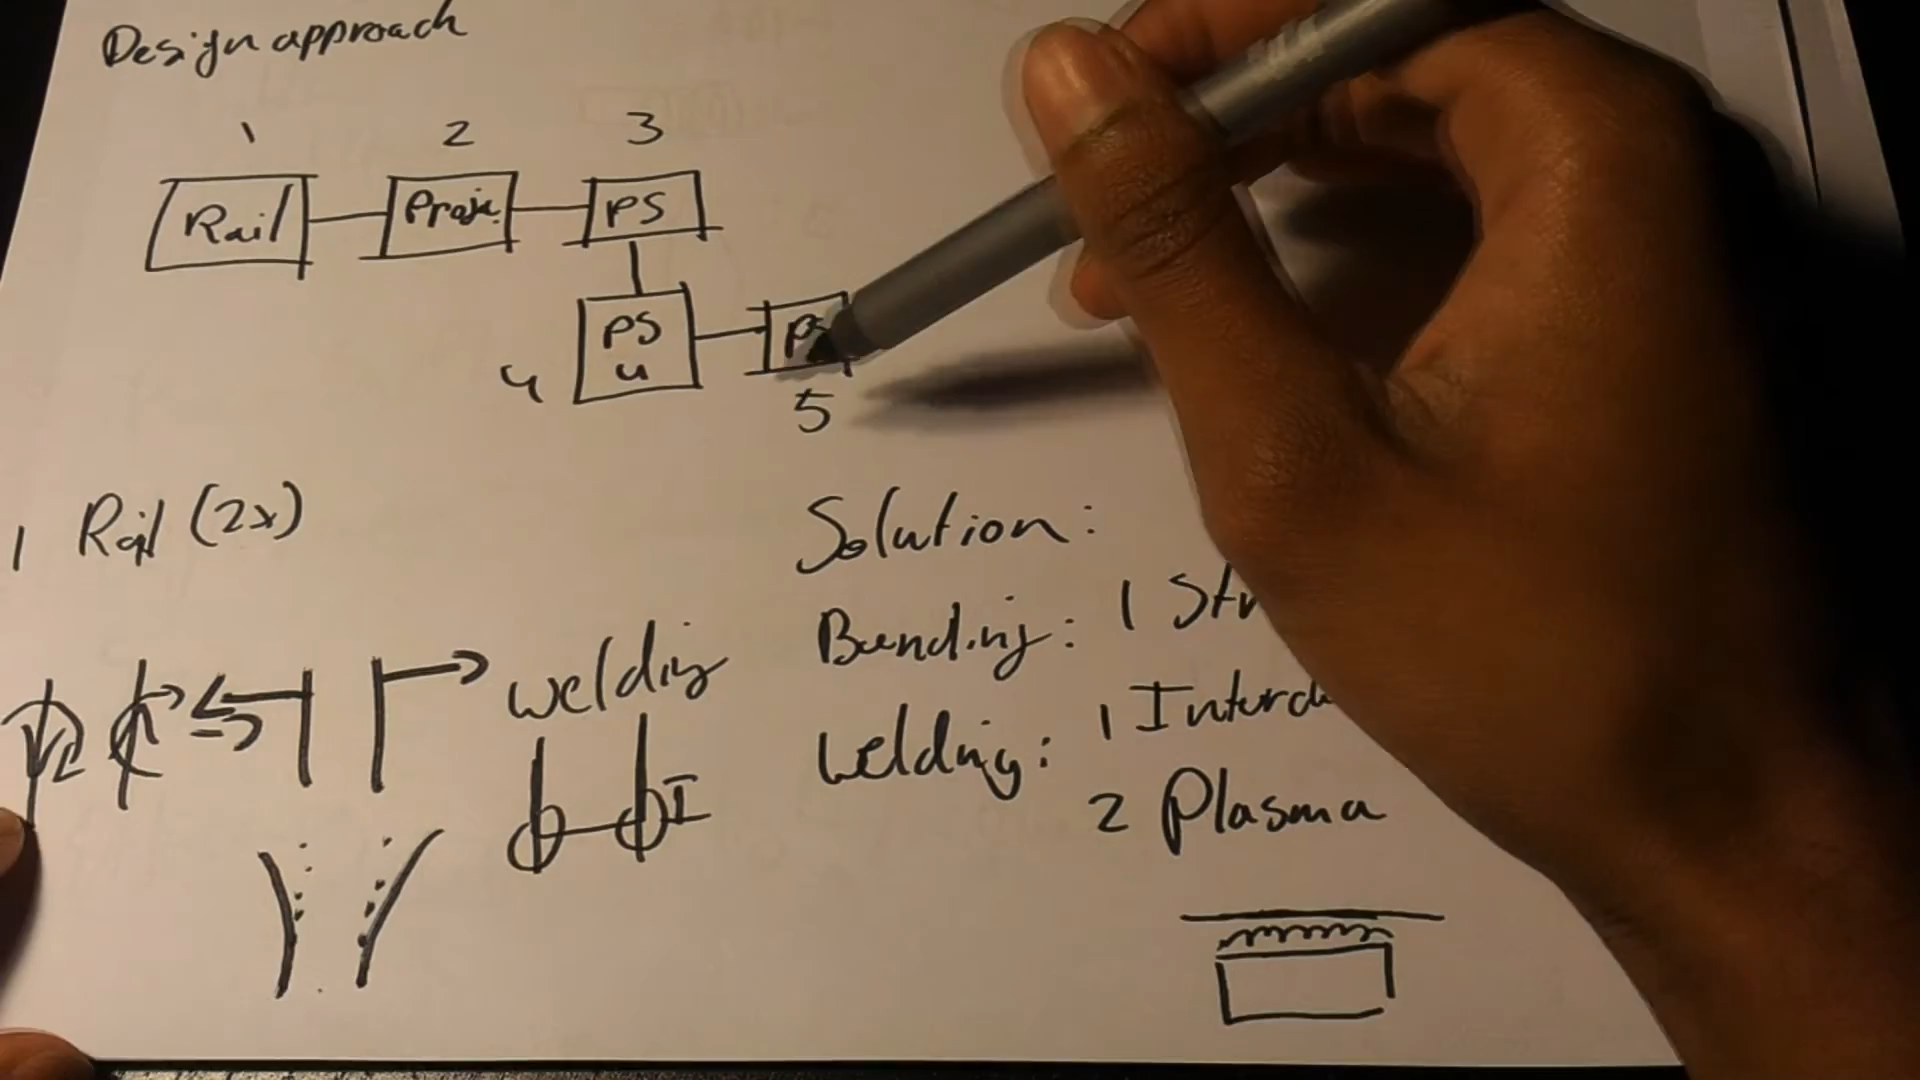 Design approach
1 2 3
Rail Proje. PS
PS
u
4
5
1 Rail (2x)
Solution:
Bending: 1
welding
Welding: 1
I
2 Plasma